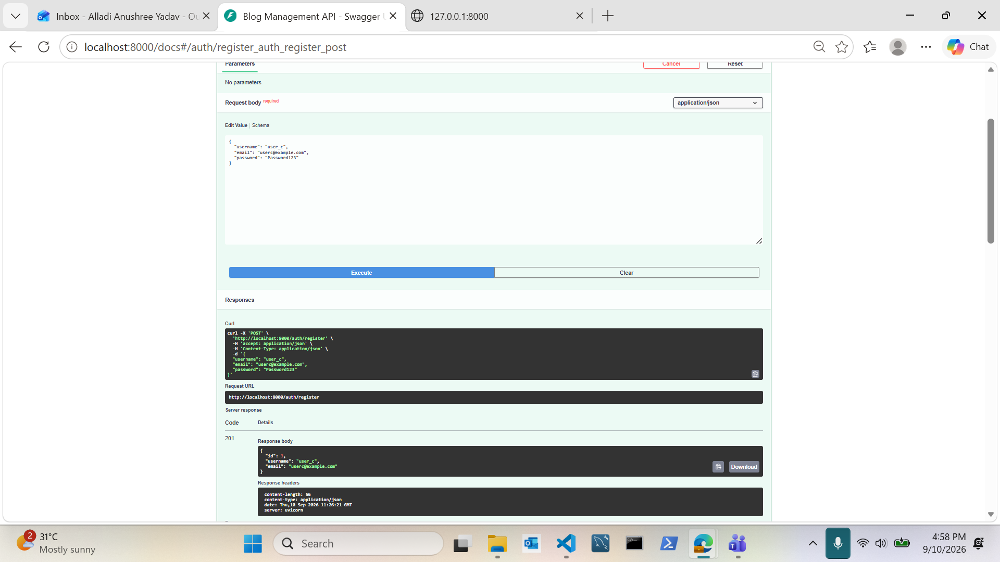 Inbox - Alladi Anushree Yadav - Ou
Blog Management API - Swagger U
127.0.0.1:8000
localhost:8000/docs#/auth/register_auth_register_post
Chat
Parameters
Cancel
Reset
No parameters
Request body required
application/json
Edit Value | Schema
{
"username": "user_c",
"email": "userc@example.com",
"password": "Password123"
}
Execute
Clear
Responses
Curl
curl -X 'POST' \
'http://localhost:8000/auth/register' \
-H 'accept: application/json' \
-H 'Content-Type: application/json' \
-d '{
"username": "user_c",
"email": "userc@example.com",
"password": "Password123"
}'
Request URL
http://localhost:8000/auth/register
Server response
Code
Details
201
Response body
{
"id": 3,
"username": "user_c",
"email": "userc@example.com"
}
Download
Response headers
content-length: 56
content-type: application/json
date: Thu,10 Sep 2026 11:26:21 GMT
server: uvicorn
2
31°C
Mostly sunny
Search
4:58 PM
9/10/2026